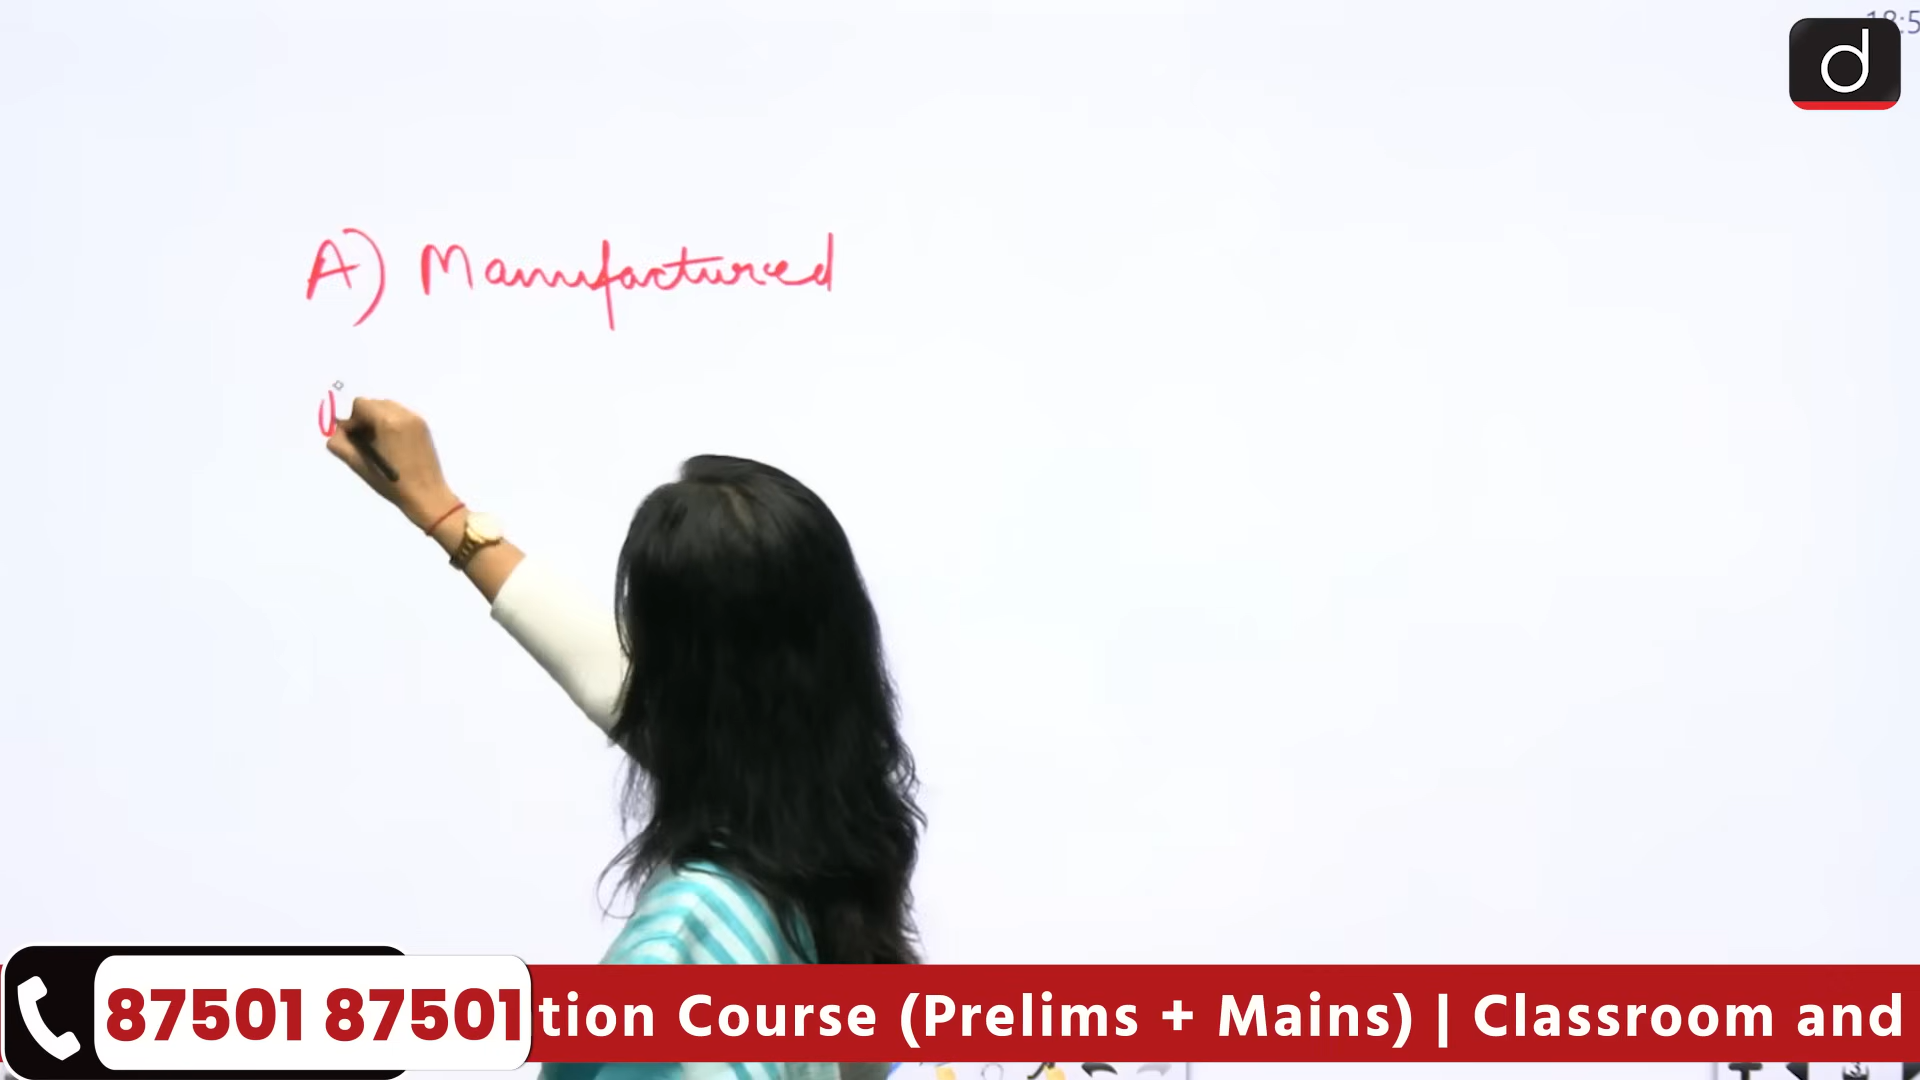 A) Manufactured
87501 87501 tion Course (Prelims + Mains) | Classroom and